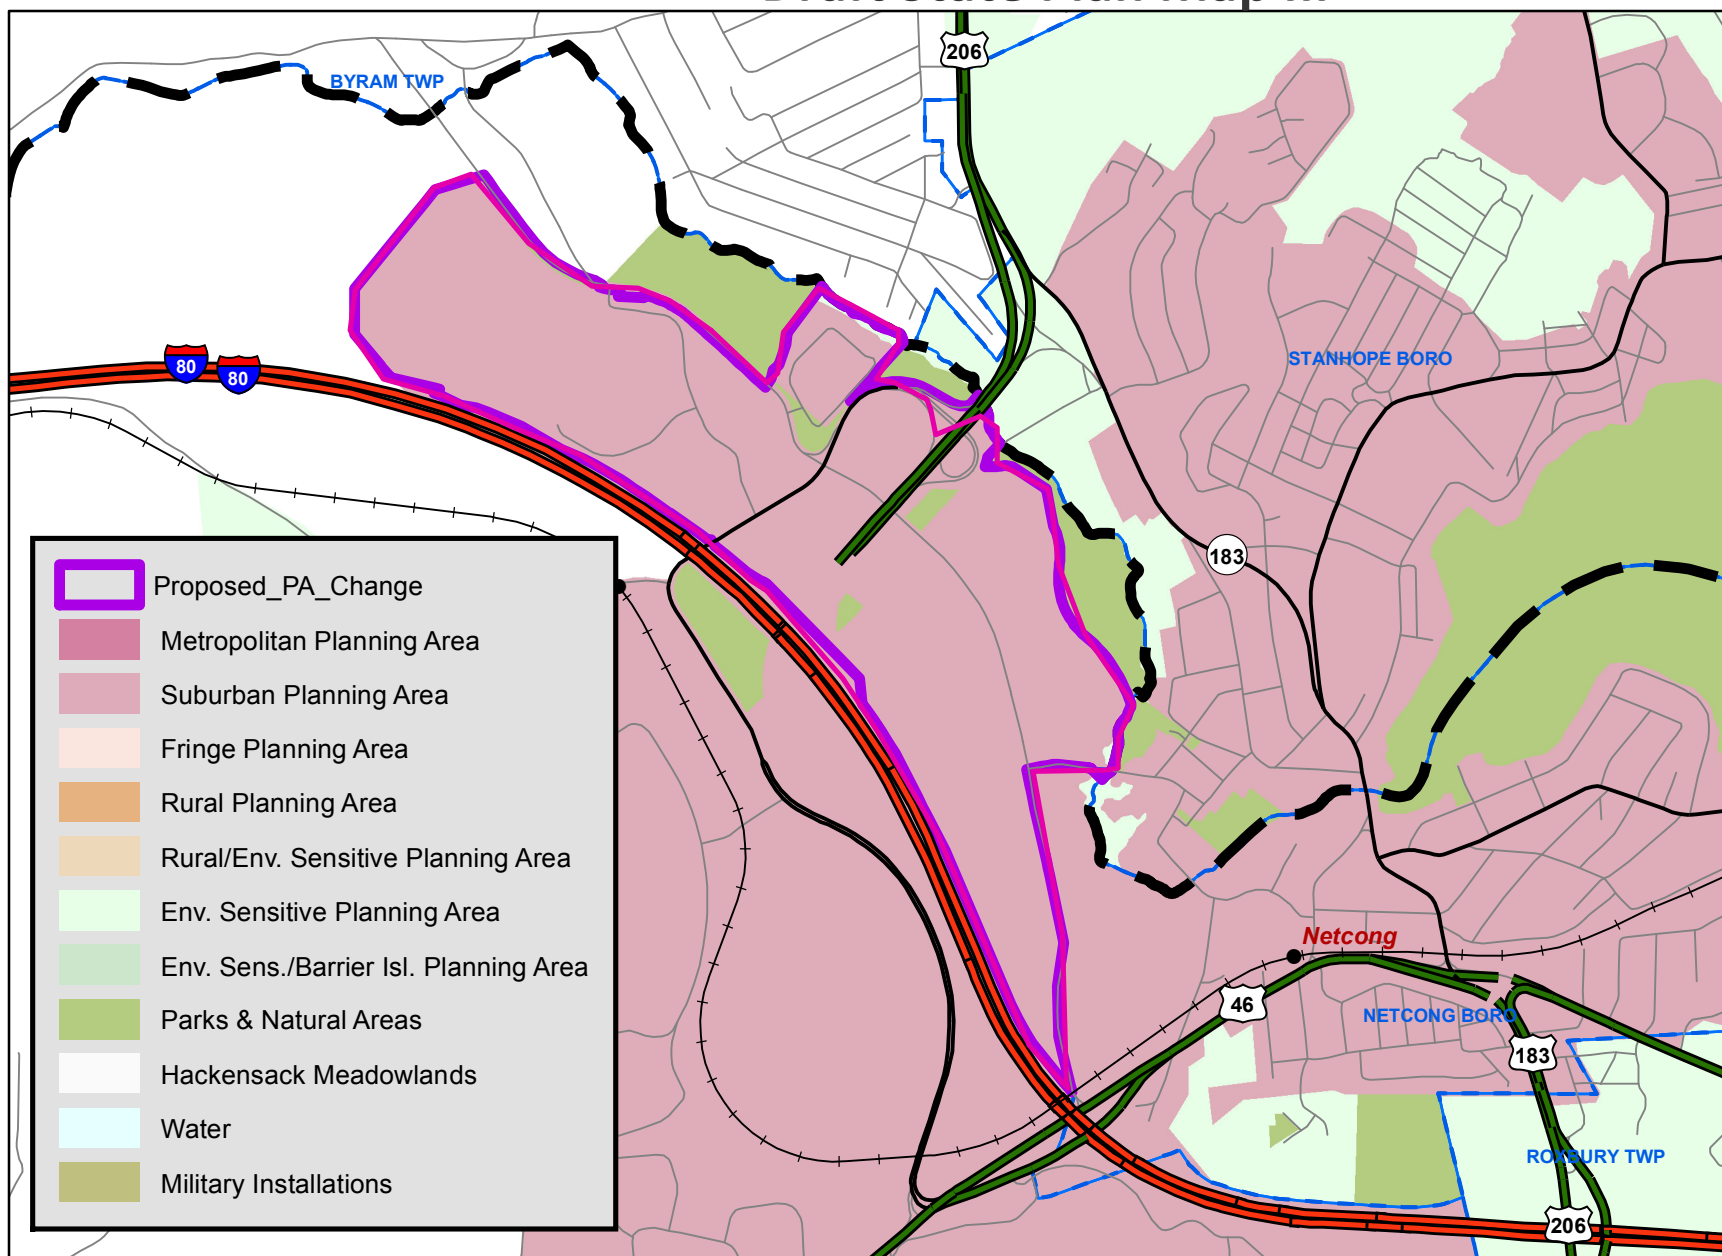 206
BYRAM TWP
80
80
STANHOPE BORO
183
Proposed_PA_Change
Metropolitan Planning Area
Suburban Planning Area
Fringe Planning Area
Rural Planning Area
Rural/Env. Sensitive Planning Area
Env. Sensitive Planning Area
Env. Sens./Barrier Isl. Planning Area
Parks & Natural Areas
Hackensack Meadowlands
Water
Military Installations
Netcong
46
NETCONG BORO
183
ROXBURY TWP
206